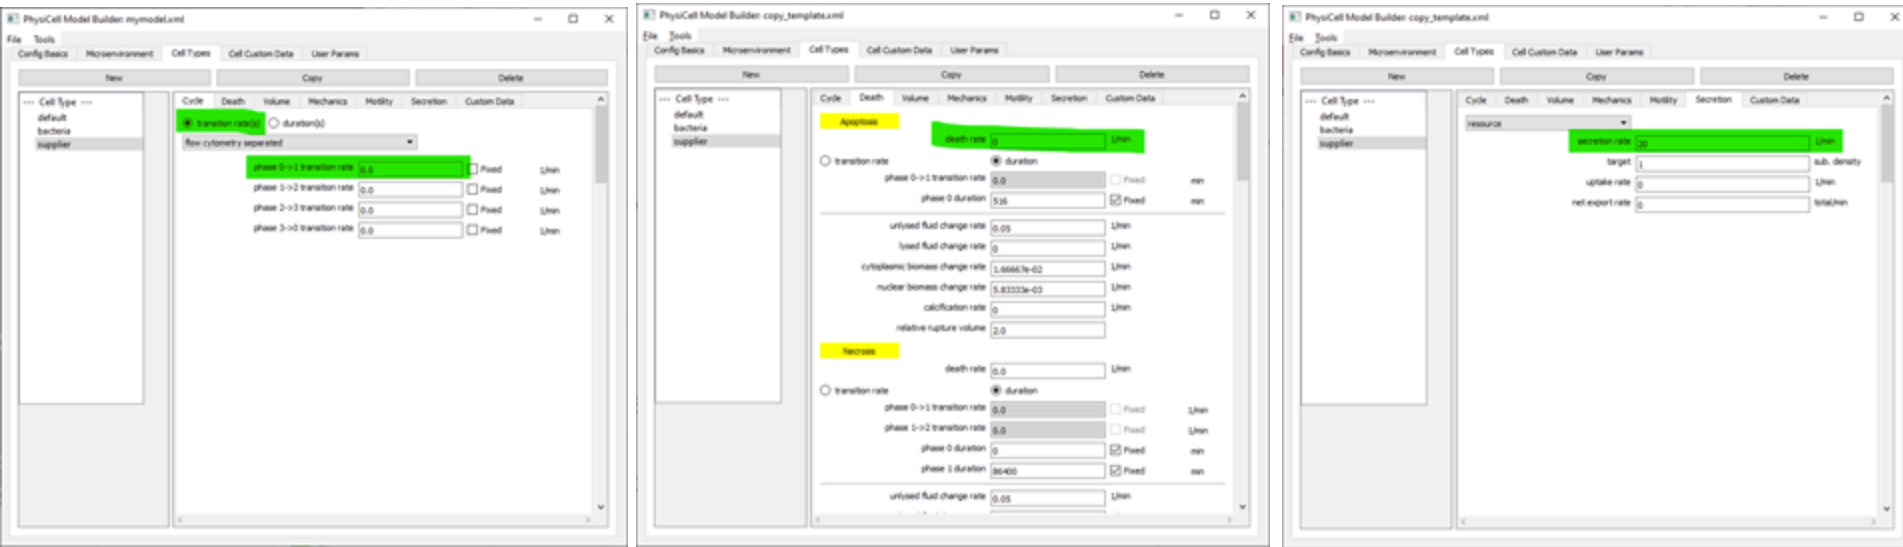 PhysiCell Model Builder: mymodel.xml
File Tools
Config Basics Microenvironment Cell Types Cell Custom Data User Params
New Copy Delete
--- Cell Type ---
default
bacteria
supplier
Cycle Death Volume Mechanics Motility Secretion Custom Data
transition rate(s) duration(s)
flow cytometry separated
phase 0->1 transition rate 0.0 Fixed 1/min
phase 1->2 transition rate 0.0 Fixed 1/min
phase 2->3 transition rate 0.0 Fixed 1/min
phase 3->0 transition rate 0.0 Fixed 1/min
PhysiCell Model Builder: copy_template.xml
File Tools
Config Basics Microenvironment Cell Types Cell Custom Data User Params
New Copy Delete
--- Cell Type ---
default
bacteria
supplier
Cycle Death Volume Mechanics Motility Secretion Custom Data
Apoptosis
death rate 0 1/min
transition rate duration
phase 0->1 transition rate 0.0 Fixed min
phase 0 duration 516 Fixed min
unlysed fluid change rate 0.05 1/min
lysed fluid change rate 0 1/min
cytoplasmic biomass change rate 1.66667e-02 1/min
nuclear biomass change rate 5.83333e-03 1/min
calcification rate 0 1/min
relative rupture volume 2.0
Necrosis
death rate 0.0 1/min
transition rate duration
phase 0->1 transition rate 0.0 Fixed 1/min
phase 1->2 transition rate 0.0 Fixed 1/min
phase 0 duration 0 Fixed min
phase 1 duration 86400 Fixed min
unlysed fluid change rate 0.05 1/min
PhysiCell Model Builder: copy_template.xml
File Tools
Config Basics Microenvironment Cell Types Cell Custom Data User Params
New Copy Delete
--- Cell Type ---
default
bacteria
supplier
Cycle Death Volume Mechanics Motility Secretion Custom Data
resource
secretion rate 20 1/min
target 1 sub. density
uptake rate 0 1/min
net export rate 0 total/min